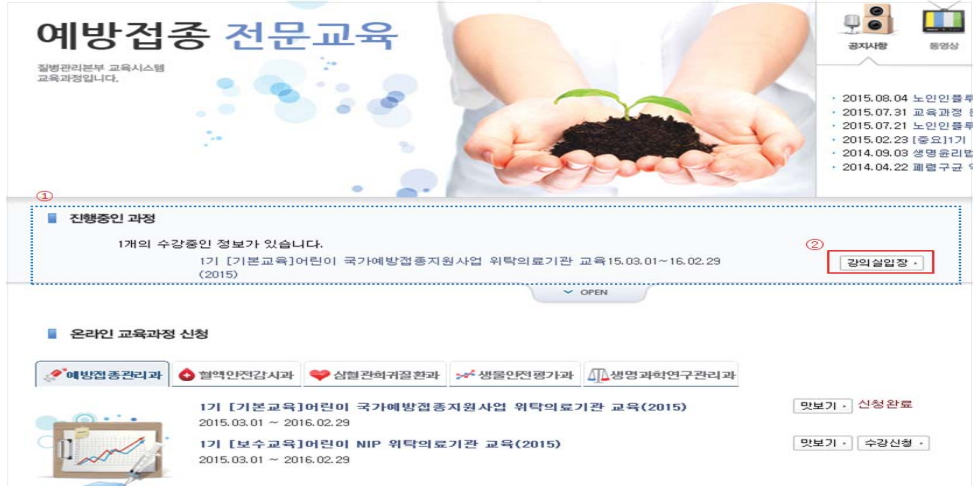 예방접종 전문교육
질병관리본부 교육시스템
교육과정입니다.
공지사항
동영상
2015.08.04 노인인플루
2015.07.31 교육과정
2015.07.21 노인인플루
2015.02.23 [중요]1기
2014.09.03 생명윤리법
2014.04.22 폐렴구균
①
진행중인 과정
1개의 수강중인 정보가 있습니다.
②
1기 [기본교육]어린이 국가예방접종지원사업 위탁의료기관 교육15.03.01~16.02.29
(2015)
강의실입장
OPEN
온라인 교육과정 신청
예방접종관리과
혈액안전감시과
심혈관희귀질환과
생물안전평가과
생명과학연구관리과
1기 [기본교육]어린이 국가예방접종지원사업 위탁의료기관 교육(2015)
맛보기
신청완료
2015.03.01 ~ 2016.02.29
1기 [보수교육]어린이 NIP 위탁의료기관 교육(2015)
맛보기
수강신청
2015.03.01 ~ 2016.02.29